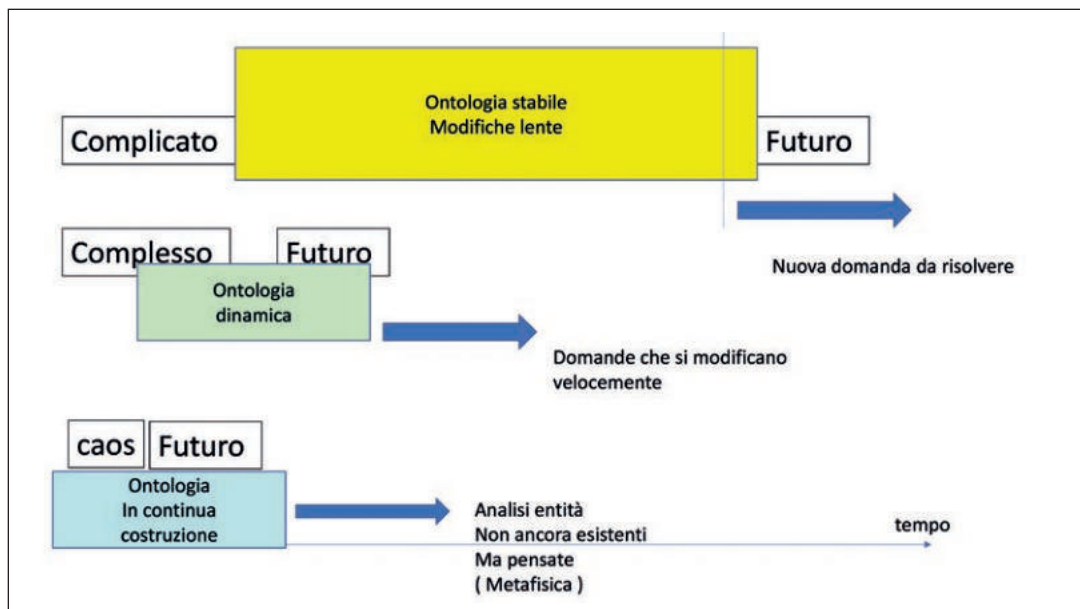 Ontologia stabile
Modifiche lente
Complicato
Futuro
Complesso
Futuro
Nuova domanda da risolvere
Ontologia
dinamica
Domande che si modificano
velocemente
caos
Futuro
Ontologia
In continua
costruzione
Analisi entità
Non ancora esistenti
Ma pensate
( Metafisica )
tempo